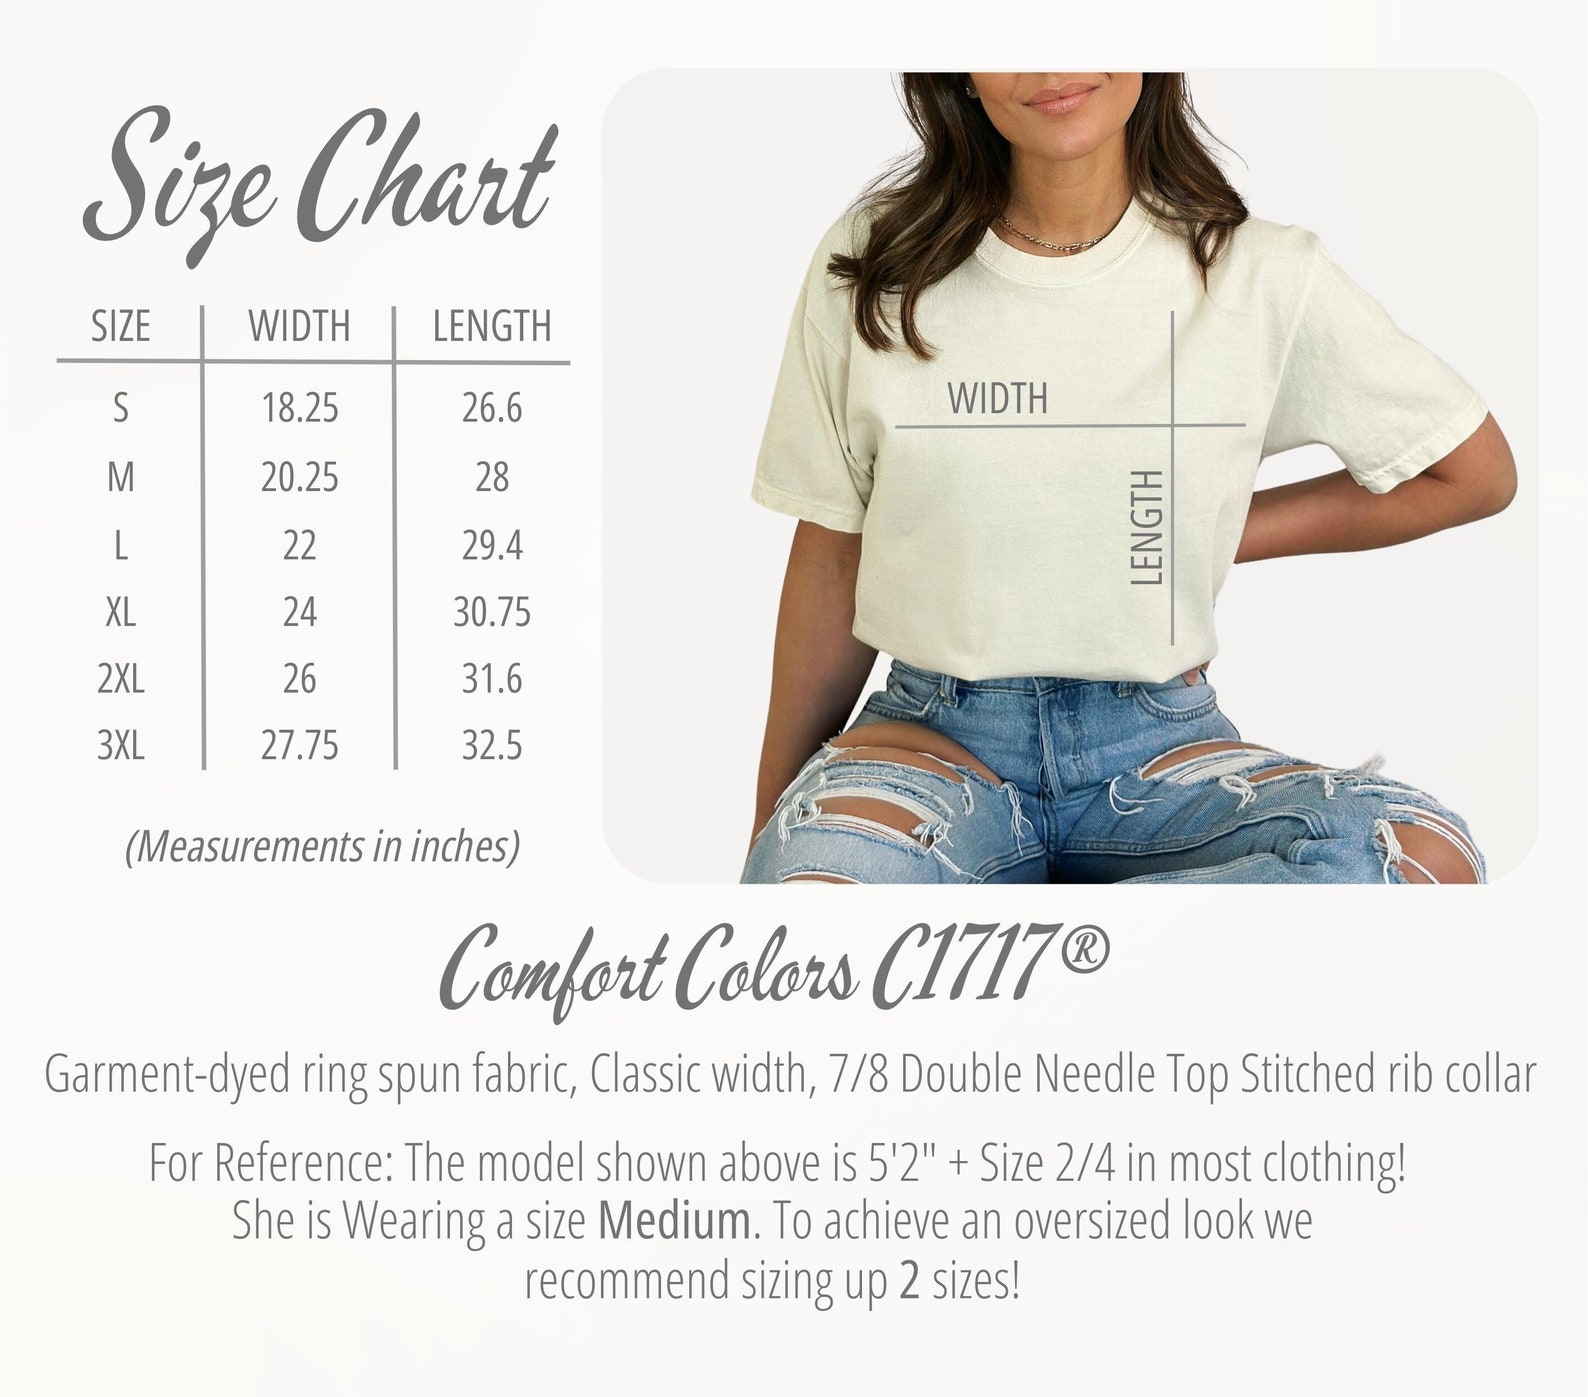 Size Chart
SIZE WIDTH LENGTH
S 18.25 26.6
M 20.25 28
L 22 29.4
XL 24 30.75
2XL 26 31.6
3XL 27.75 32.5
(Measurements in inches)
WIDTH
LENGTH
Comfort Colors C1717®
Garment-dyed ring spun fabric, Classic width, 7/8 Double Needle Top Stitched rib collar
For Reference: The model shown above is 5'2" + Size 2/4 in most clothing!
She is Wearing a size Medium. To achieve an oversized look we
recommend sizing up 2 sizes!